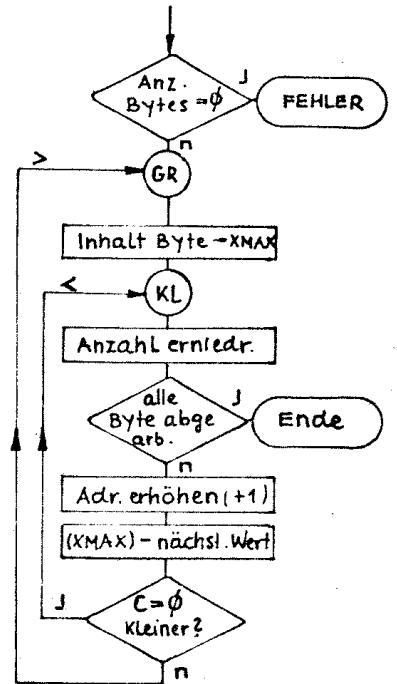 Anz.
Bytes=ø
J
FEHLER
n
>
GR
Inhalt Byte→XMAX
<
KL
Anzahl erniedr.
alle
Byte abge
arb.
J
Ende
n
Adr. erhöhen (+1)
(XMAX)-nächst.Wert
C=ø
Kleiner?
J
n